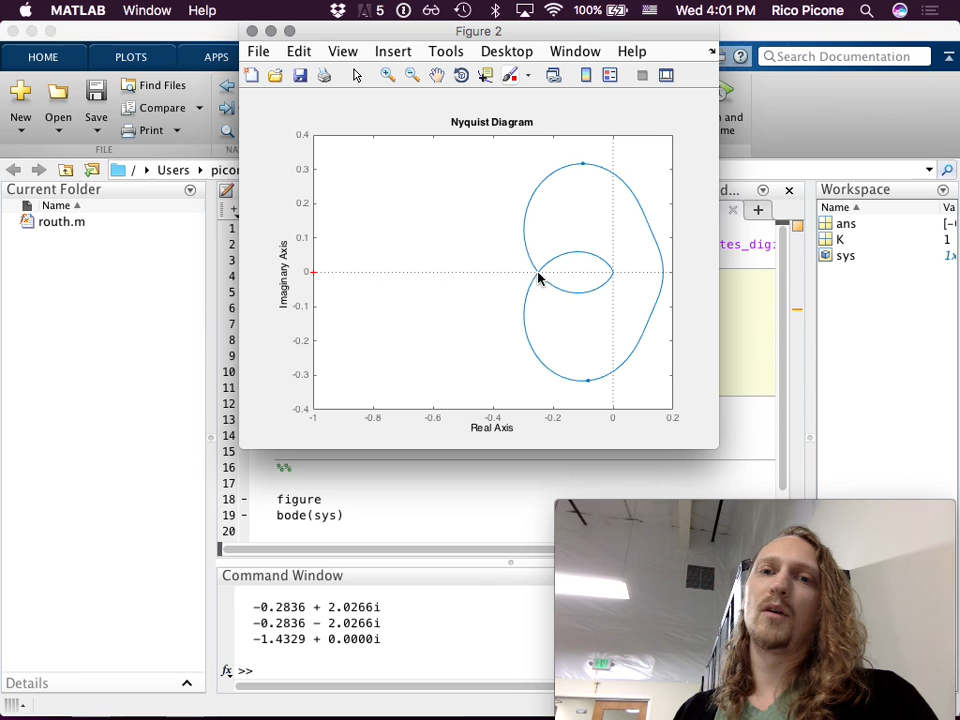 MATLAB Window Help 5 100% Wed 4:01 PM Rico Picone
Figure 2
HOME PLOTS APPS Search Documentation
File Edit View Insert Tools Desktop Window Help
New Open Save Find Files
Compare
Print
FILE
/ Users
Current Folder
Name
routh.m
Details
Nyquist Diagram
Imaginary Axis
0.4
0.3
0.2
0.1
0
-0.1
-0.2
-0.3
-0.4
-1 -0.8 -0.6 -0.4 -0.2 0 0.2
Real Axis
Workspace
Name
ans
K 1
sys
1
2
3
4
5
6
7
8
9
10
11
12
13
14
15
16 %%
17
18 - figure
19 - bode(sys)
20
Command Window
-0.2836 + 2.0266i
-0.2836 - 2.0266i
-1.4329 + 0.0000i
fx >>